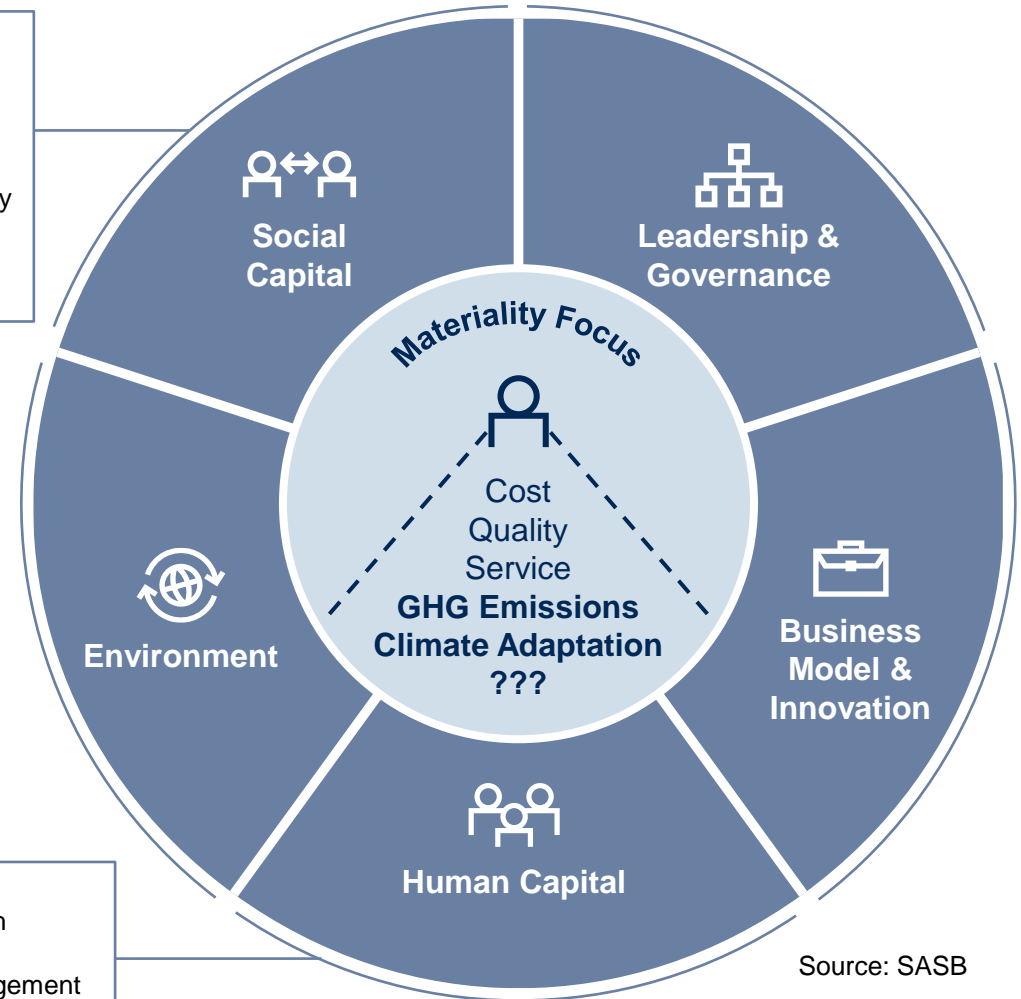 Social
Capital
Leadership &
Governance
Materiality Focus
Cost
Quality
Service
GHG Emissions
Climate Adaptation
???
Environment
Business
Model &
Innovation
Human Capital
Source: SASB